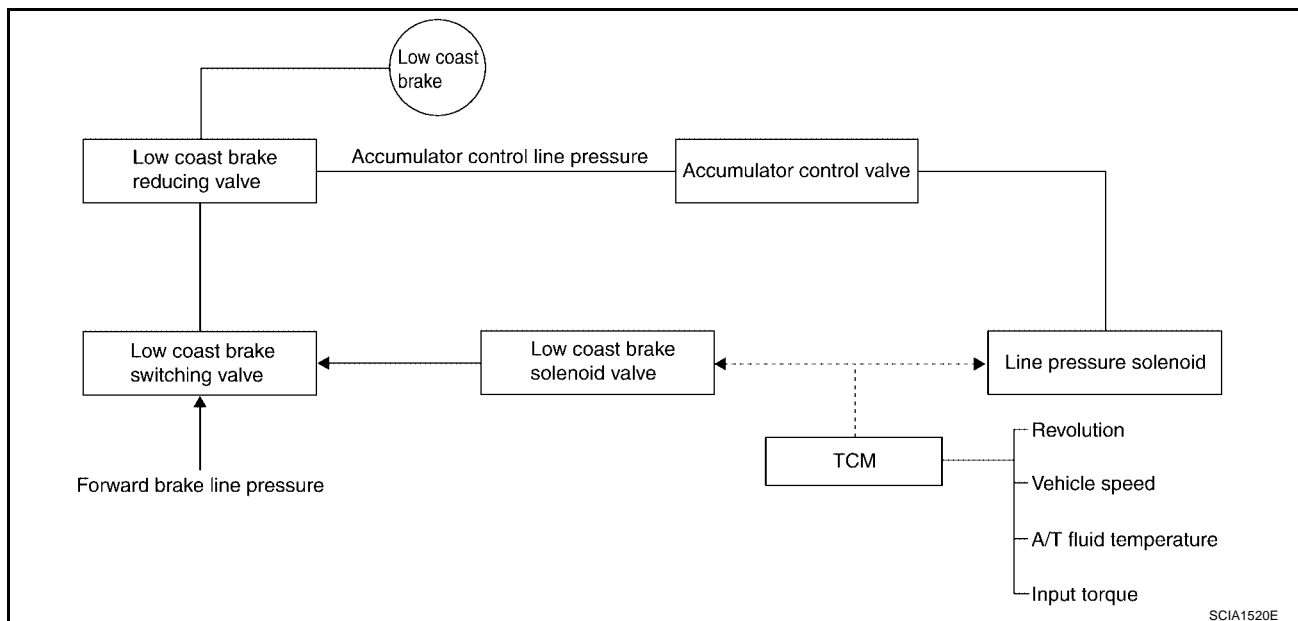 Low coast
brake
Low coast brake
reducing valve
Accumulator control line pressure
Accumulator control valve
Low coast brake
switching valve
Low coast brake
solenoid valve
Line pressure solenoid
Forward brake line pressure
TCM
Revolution
Vehicle speed
A/T fluid temperature
Input torque
SCIA1520E